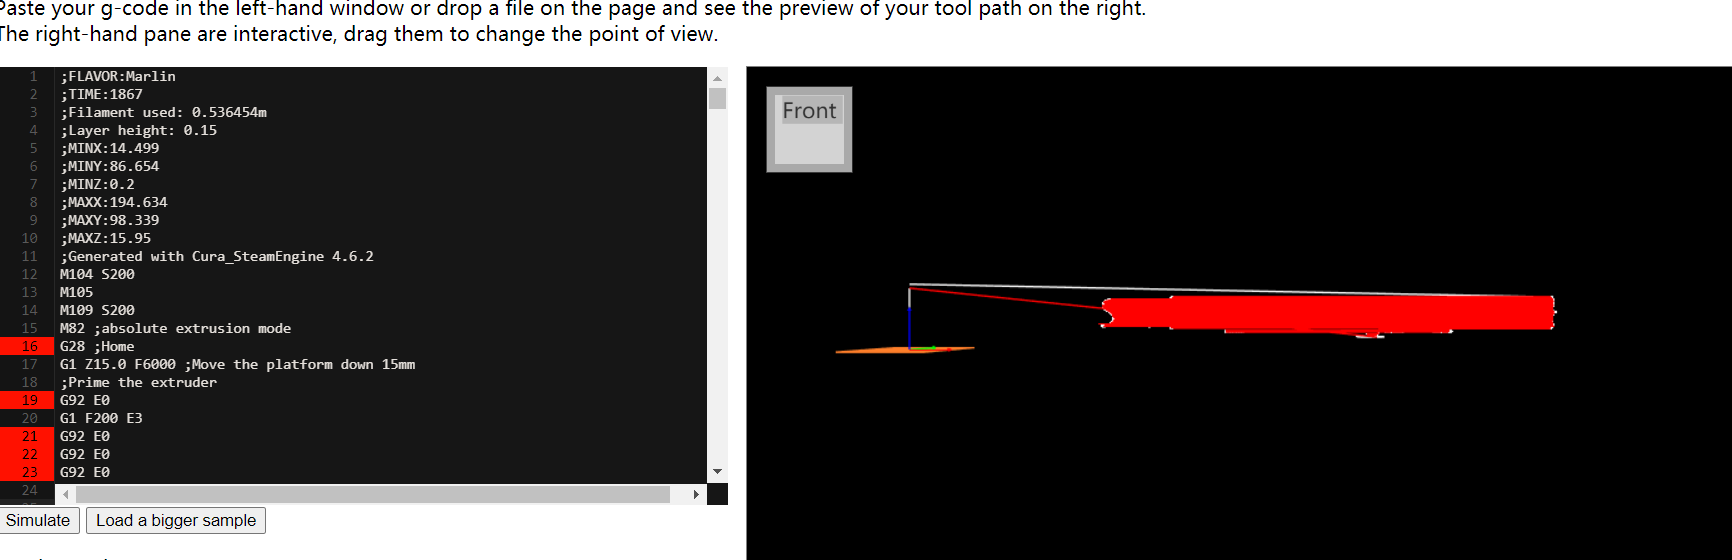 Paste your g-code in the left-hand window or drop a file on the page and see the preview of your tool path on the right.
The right-hand pane are interactive, drag them to change the point of view.
1 ;FLAVOR:Marlin
2 ;TIME:1867
3 ;Filament used: 0.536454m
4 ;Layer height: 0.15
5 ;MINX:14.499
6 ;MINY:86.654
7 ;MINZ:0.2
8 ;MAXX:194.634
9 ;MAXY:98.339
10 ;MAXZ:15.95
11 ;Generated with Cura_SteamEngine 4.6.2
12 M104 S200
13 M105
14 M109 S200
15 M82 ;absolute extrusion mode
16 G28 ;Home
17 G1 Z15.0 F6000 ;Move the platform down 15mm
18 ;Prime the extruder
19 G92 E0
20 G1 F200 E3
21 G92 E0
22 G92 E0
23 G92 E0
24
Simulate Load a bigger sample
Front